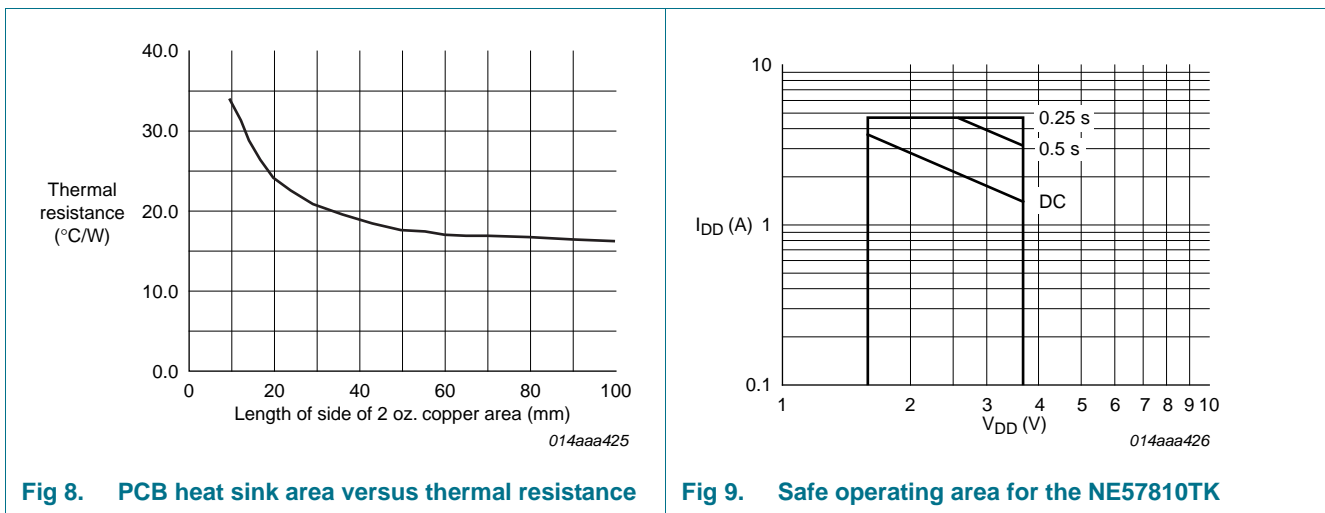 40.0
30.0
20.0
10.0
0.0
Thermal
resistance
(°C/W)
0 20 40 60 80 100
Length of side of 2 oz. copper area (mm)
014aaa425
Fig 8. PCB heat sink area versus thermal resistance
10
1
0.1
I_DD (A)
0.25 s
0.5 s
DC
1 2 3 4 5 6 7 8 9 10
V_DD (V)
014aaa426
Fig 9. Safe operating area for the NE57810TK